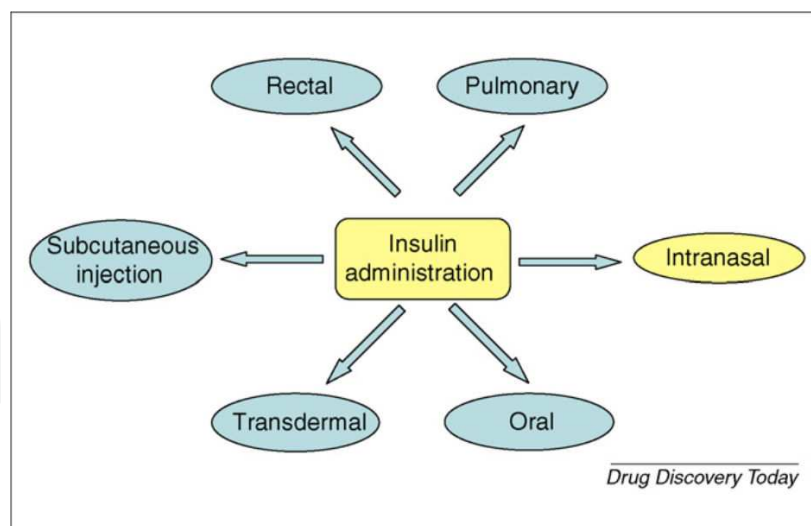 Rectal
Pulmonary
Subcutaneous
injection
Insulin
administration
Intranasal
Transdermal
Oral
Drug Discovery Today